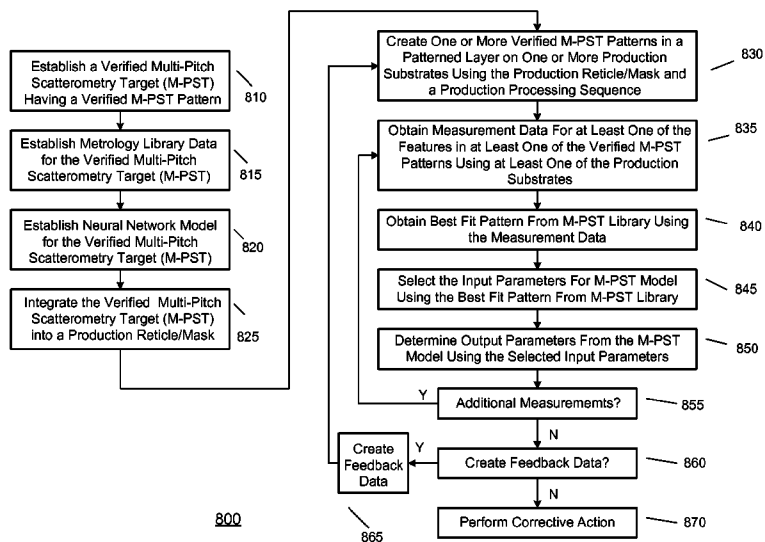 Establish a Verified Multi-Pitch
Scatterometry Target (M-PST)
Having a Verified M-PST Pattern
810
Establish Metrology Library Data
for the Verified Multi-Pitch
Scatterometry Target (M-PST)
815
Establish Neural Network Model
for the Verified Multi-Pitch
Scatterometry Target (M-PST)
820
Integrate the Verified Multi-Pitch
Scatterometry Target (M-PST)
into a Production Reticle/Mask
825
Create One or More Verified M-PST Patterns in a
Patterned Layer on One or More Production
Substrates Using the Production Reticle/Mask and
a Production Processing Sequence
830
Obtain Measurement Data For at Least One of the
Features in at Least One of the Verified M-PST
Patterns Using at Least One of the Production
Substrates
835
Obtain Best Fit Pattern From M-PST Library Using
the Measurement Data
840
Select the Input Parameters For M-PST Model
Using the Best Fit Pattern From M-PST Library
845
Determine Output Parameters From the M-PST
Model Using the Selected Input Parameters
850
Y
Additional Measurememts?
855
N
Create
Feedback
Data
865
Y
Create Feedback Data?
860
N
Perform Corrective Action
870
800